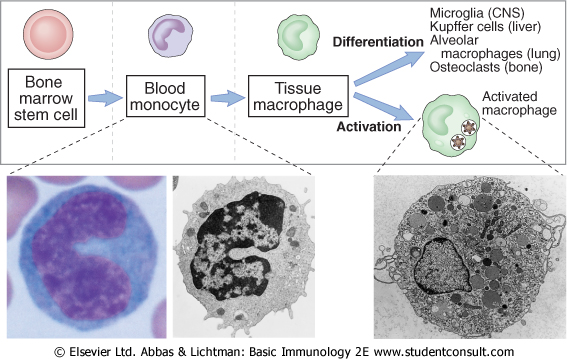 Bone
marrow
stem cell
Blood
monocyte
Tissue
macrophage
Differentiation
Microglia (CNS)
Kupffer cells (liver)
Alveolar
macrophages (lung)
Osteoclasts (bone)
Activation
Activated
macrophage
© Elsevier Ltd. Abbas & Lichtman: Basic Immunology 2E www.studentconsult.com